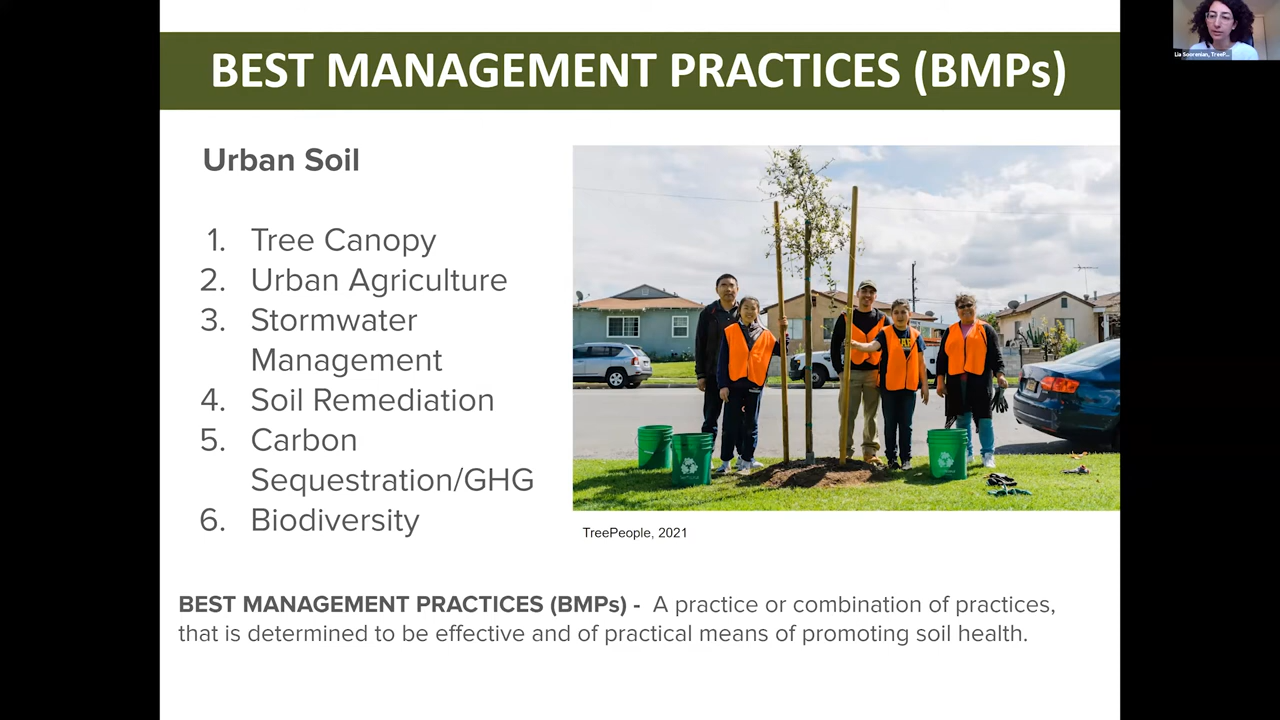 BEST MANAGEMENT PRACTICES (BMPs)
Urban Soil
1. Tree Canopy
2. Urban Agriculture
3. Stormwater
Management
4. Soil Remediation
5. Carbon
Sequestration/GHG
6. Biodiversity
TreePeople, 2021
BEST MANAGEMENT PRACTICES (BMPs) - A practice or combination of practices,
that is determined to be effective and of practical means of promoting soil health.